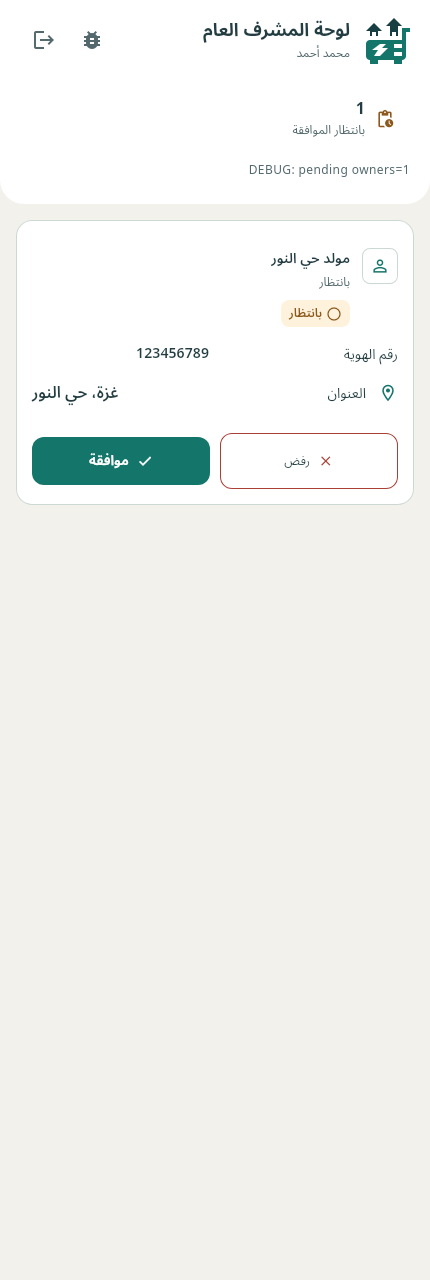 لوحة المشرف العام
محمد أحمد
1
بانتظار الموافقة
DEBUG: pending owners=1
مولد حي النور
بانتظار
بانتظار
رقم الهوية 123456789
العنوان غزة، حي النور
رفض
موافقة